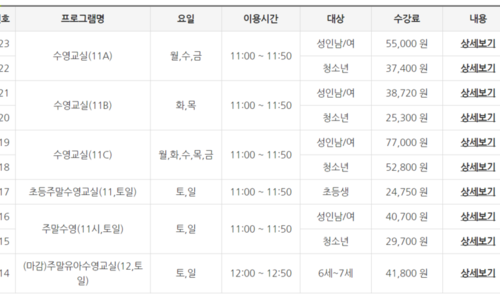 호 프로그램명 요일 이용시간 대상 수강료 내용
23 수영교실(11A) 월,수,금 11:00 ~ 11:50 성인남/여 55,000 원 상세보기
22 청소년 37,400 원 상세보기
21 수영교실(11B) 화,목 11:00 ~ 11:50 성인남/여 38,720 원 상세보기
20 청소년 25,300 원 상세보기
19 수영교실(11C) 월,화,수,목,금 11:00 ~ 11:50 성인남/여 77,000 원 상세보기
18 청소년 52,800 원 상세보기
17 초등주말수영교실(11,토일) 토,일 11:00 ~ 11:50 초등생 24,750 원 상세보기
16 주말수영(11시,토일) 토,일 11:00 ~ 11:50 성인남/여 40,700 원 상세보기
15 청소년 29,700 원 상세보기
14 (마감)주말유아수영교실(12,토
일) 토,일 12:00 ~ 12:50 6세~7세 41,800 원 상세보기